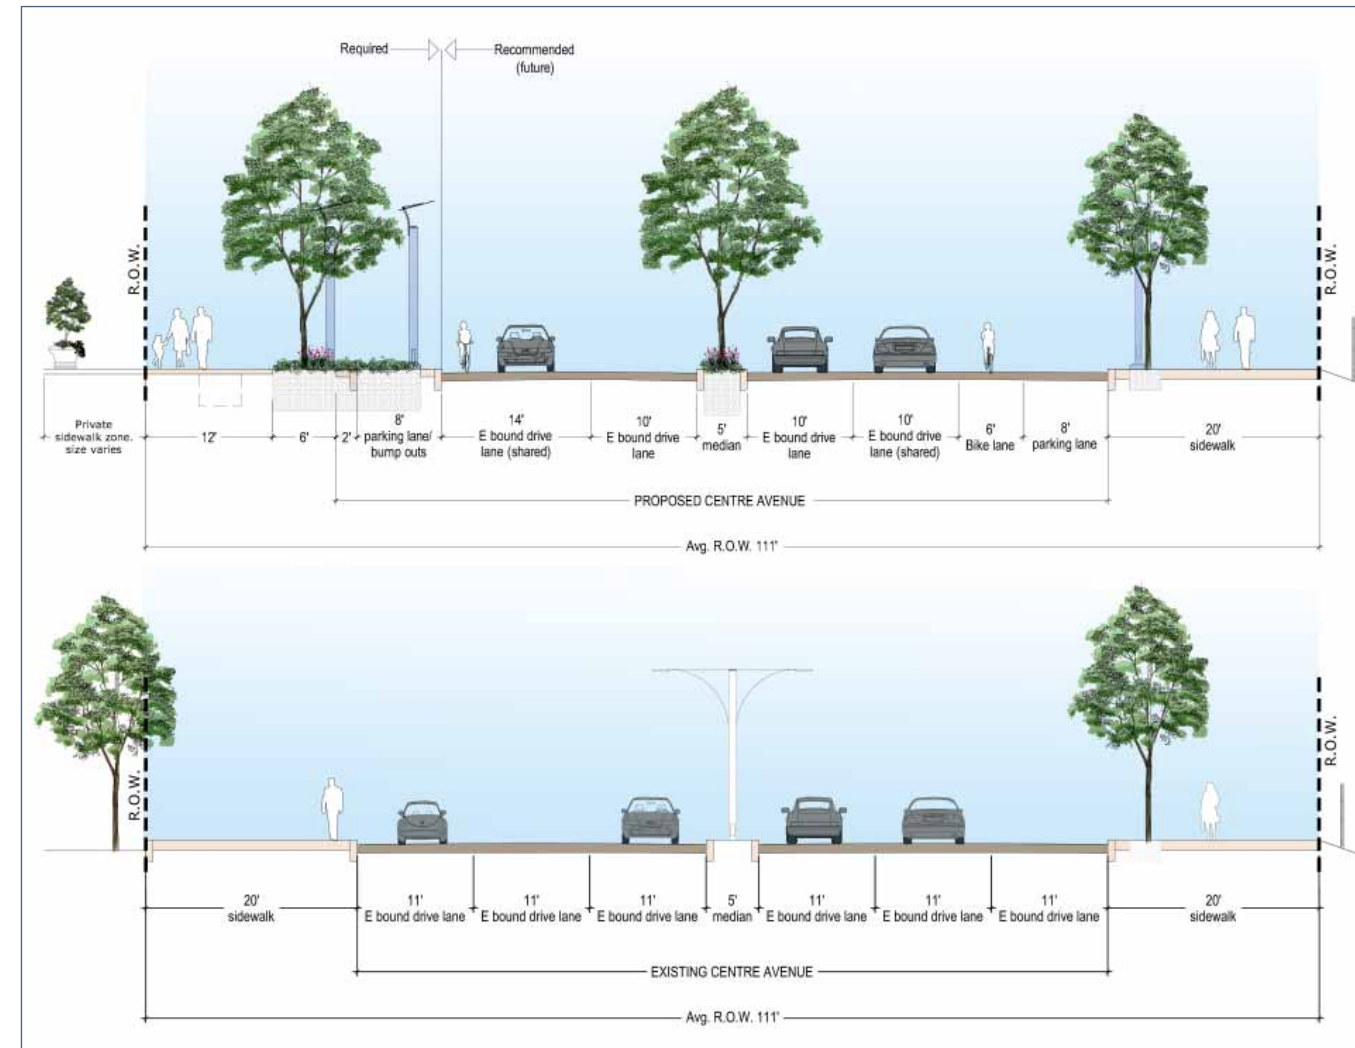 Required
Recommended
(future)
R.O.W.
R.O.W.
Private
sidewalk zone.
size varies
12'
6'
2'
8'
parking lane/
bump outs
14'
E bound drive
lane (shared)
10'
E bound drive
lane
5'
median
10'
E bound drive
lane
10'
E bound drive
lane (shared)
6'
Bike lane
8'
parking lane
20'
sidewalk
PROPOSED CENTRE AVENUE
Avg. R.O.W. 111'
R.O.W.
R.O.W.
20'
sidewalk
11'
E bound drive lane
11'
E bound drive lane
11'
E bound drive lane
5'
median
11'
E bound drive lane
11'
E bound drive lane
11'
E bound drive lane
20'
sidewalk
EXISTING CENTRE AVENUE
Avg. R.O.W. 111'